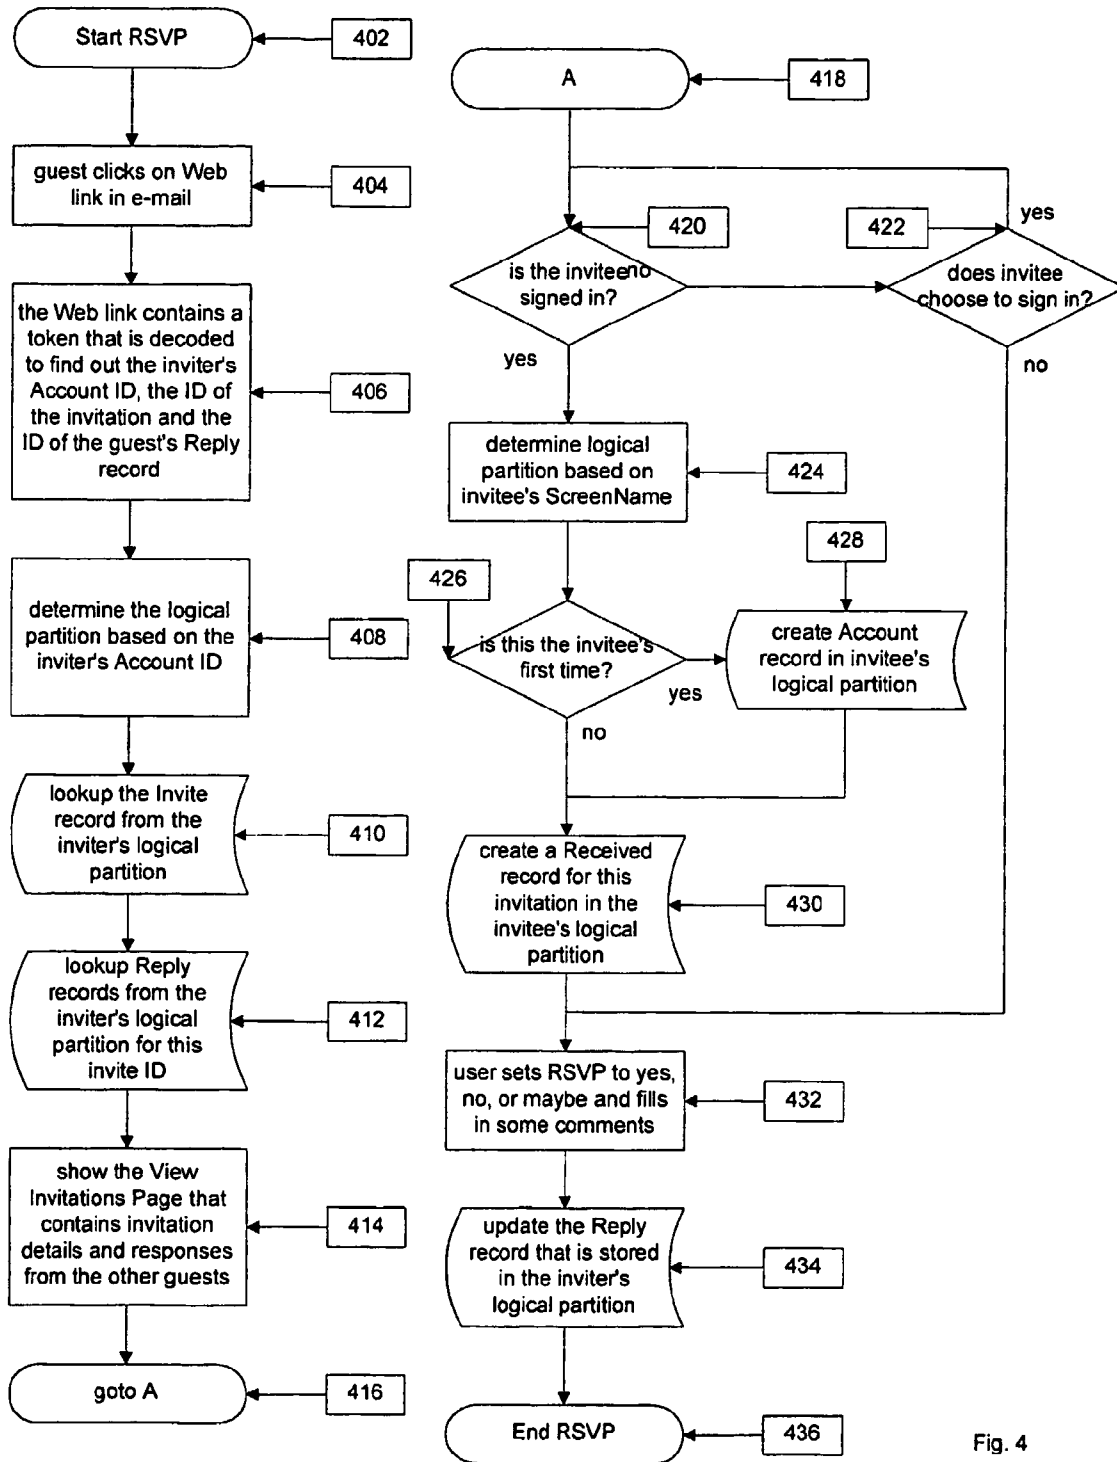 Start RSVP
402
guest clicks on Web
link in e-mail
404
the Web link contains a
token that is decoded
to find out the inviter's
Account ID, the ID of
the invitation and the
ID of the guest's Reply
record
406
determine the logical
partition based on the
inviter's Account ID
408
lookup the Invite
record from the
inviter's logical
partition
410
lookup Reply
records from the
inviter's logical
partition for this
invite ID
412
show the View
Invitations Page that
contains invitation
details and responses
from the other guests
414
goto A
416
A
418
420
422
yes
is the invitee
signed in?
no
does invitee
choose to sign in?
yes
no
determine logical
partition based on
invitee's ScreenName
424
426
428
is this the invitee's
first time?
yes
create Account
record in invitee's
logical partition
no
create a Received
record for this
invitation in the
invitee's logical
partition
430
user sets RSVP to yes,
no, or maybe and fills
in some comments
432
update the Reply
record that is stored
in the inviter's
logical partition
434
End RSVP
436
Fig. 4